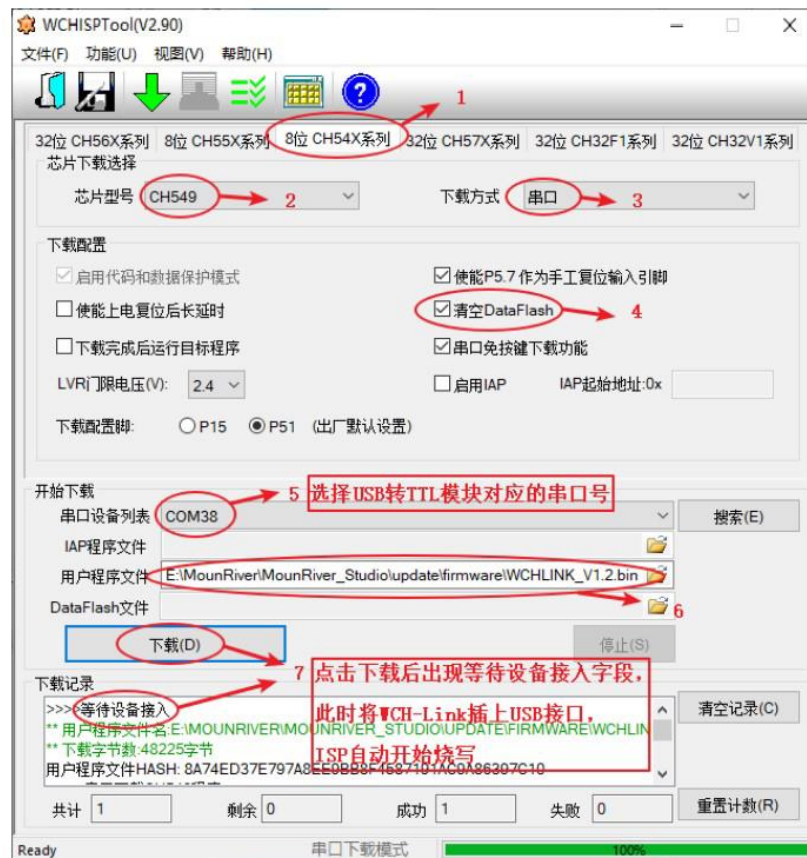 WCHISPTool(V2.90)
文件(F) 功能(U) 视图(V) 帮助(H)
1
32位 CH56X系列 8位 CH55X系列 8位 CH54X系列 32位 CH57X系列 32位 CH32F1系列 32位 CH32V1系列
芯片下载选择
芯片型号 CH549 2 下载方式 串口 3
下载配置
启用代码和数据保护模式 使能P5.7作为手工复位输入引脚
使能上电复位后长延时 清空DataFlash 4
下载完成后运行目标程序 串口免按键下载功能
LVR门限电压(V): 2.4 启用IAP IAP起始地址:0x
下载配置脚: P15 P51 (出厂默认设置)
开始下载
5 选择USB转TTL模块对应的串口号
串口设备列表 COM38 搜索(E)
IAP程序文件
用户程序文件 E:\MounRiver\MounRiver_Studio\update\firmware\WCHLINK_V1.2.bin
DataFlash文件 6
下载(D) 停止(S)
7 点击下载后出现等待设备接入字段,
此时将WCH-Link插上USB接口,
ISP自动开始烧写
下载记录
>>>>等待设备接入 清空记录(C)
** 用户程序文件名:E:\MOUNRIVER\MOUNRIVER_STUDIO\UPDATE\FIRMWARE\WCHLIN
** 下载字节数:48225字节
用户程序文件HASH:
共计 1 剩余 0 成功 1 失败 0 重置计数(R)
Ready 串口下载模式 100%